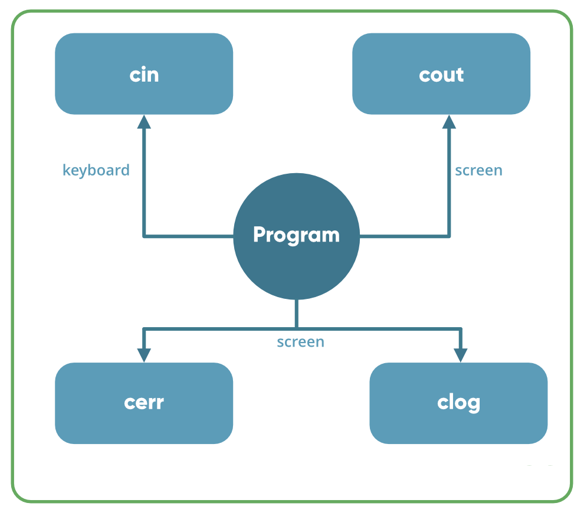 cin
cout
keyboard
screen
Program
screen
cerr
clog